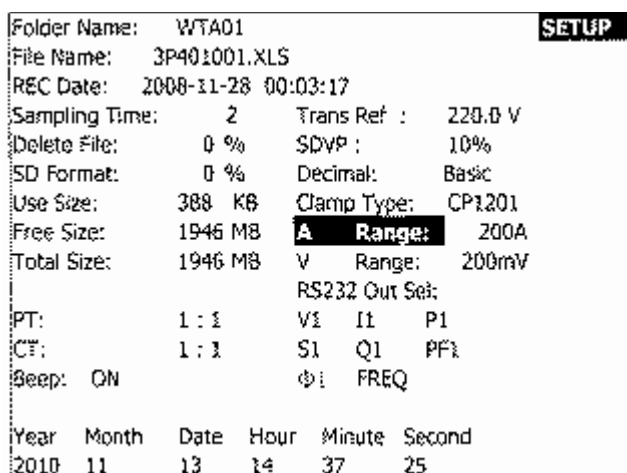 Folder Name: WTA01 SETUP
File Name: 3P401001.XLS
REC Date: 2008-11-28 00:03:17
Sampling Time: 2 Trans Ref : 220.0 V
Delete File: 0 % SDVP : 10%
SD Format: 0 % Decimal: Basic
Use Size: 388 KB Clamp Type: CP1201
Free Size: 1946 MB A Range: 200A
Total Size: 1946 MB V Range: 200mV
RS232 Out Set:
PT: 1 : 1 V1 I1 P1
CT: 1 : 1 S1 Q1 PF1
Beep: ON Φ1 FREQ
Year Month Date Hour Minute Second
2010 11 13 14 37 25